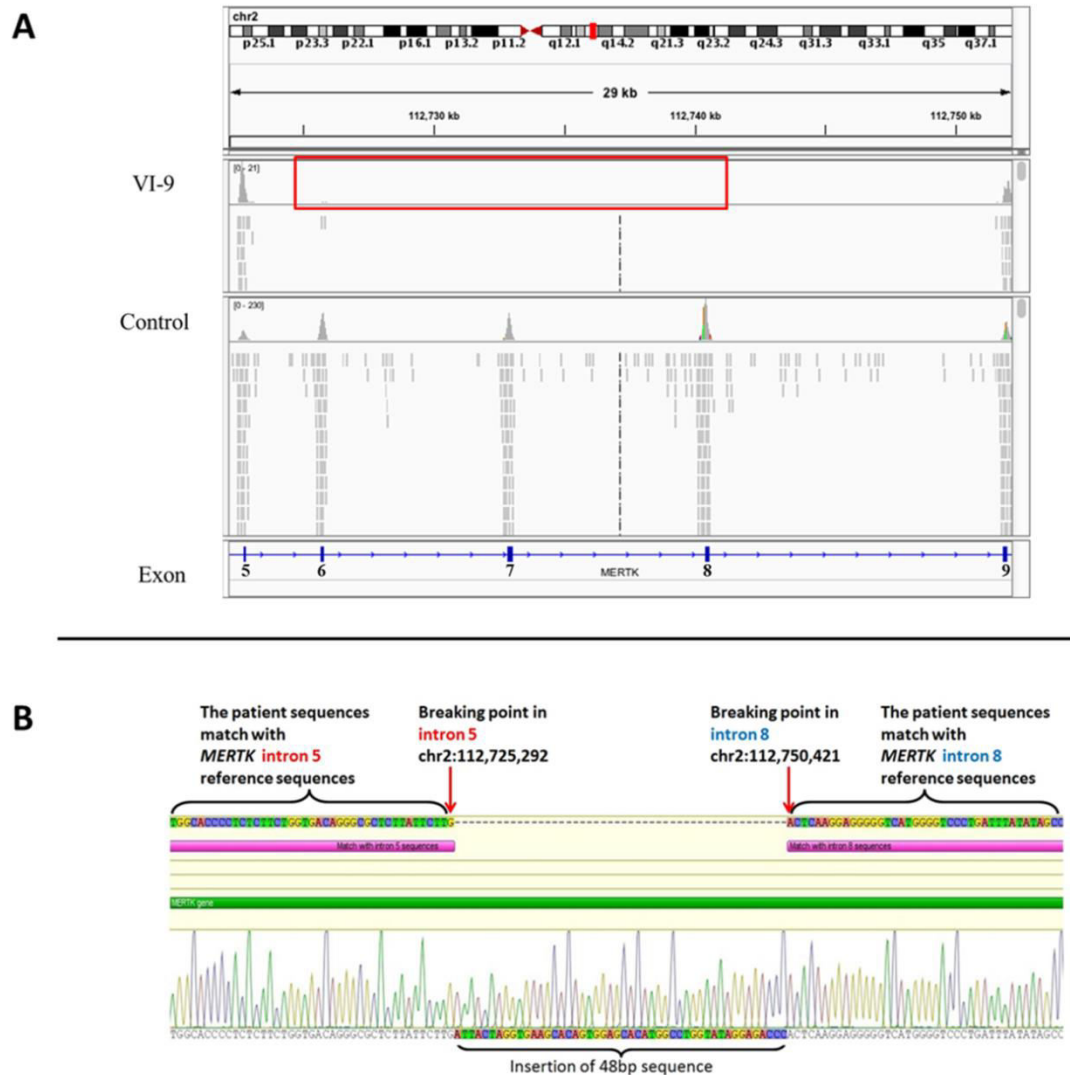 A
chr2
p25.1 p23.3 p22.1 p16.1 p13.2 p11.2 q12.1 q14.2 q21.3 q23.2 q24.3 q31.3 q33.1 q35 q37.1
29 kb
112,730 kb 112,740 kb 112,750 kb
VI-9
[0 - 21]
Control
[0 - 230]
Exon
5 6 7 MERTK 8 9
B
The patient sequences
match with
MERTK intron 5
reference sequences
Breaking point in
intron 5
chr2:112,725,292
Breaking point in
intron 8
chr2:112,750,421
The patient sequences
match with
MERTK intron 8
reference sequences
TGGCACCCCTCTCTTCTGGTGACAGGGCGCTCTTATTCTTG ACTCAAGGAGGGGGTCATGGGGTCCCTGATTTATATAGCC
Match with intron 5 sequences Match with intron 8 sequences
MERTK gene
TGGCACCCCTCTCTTCTGGTGACAGGGCGCTCTTATTCTTGATTACTAGGTGAAGCACAGTGGAGCACATGGCCTGGTATAGGAGACCCACTCAAGGAGGGGGTCATGGGGTCCCTGATTTATATAGCC
Insertion of 48bp sequence